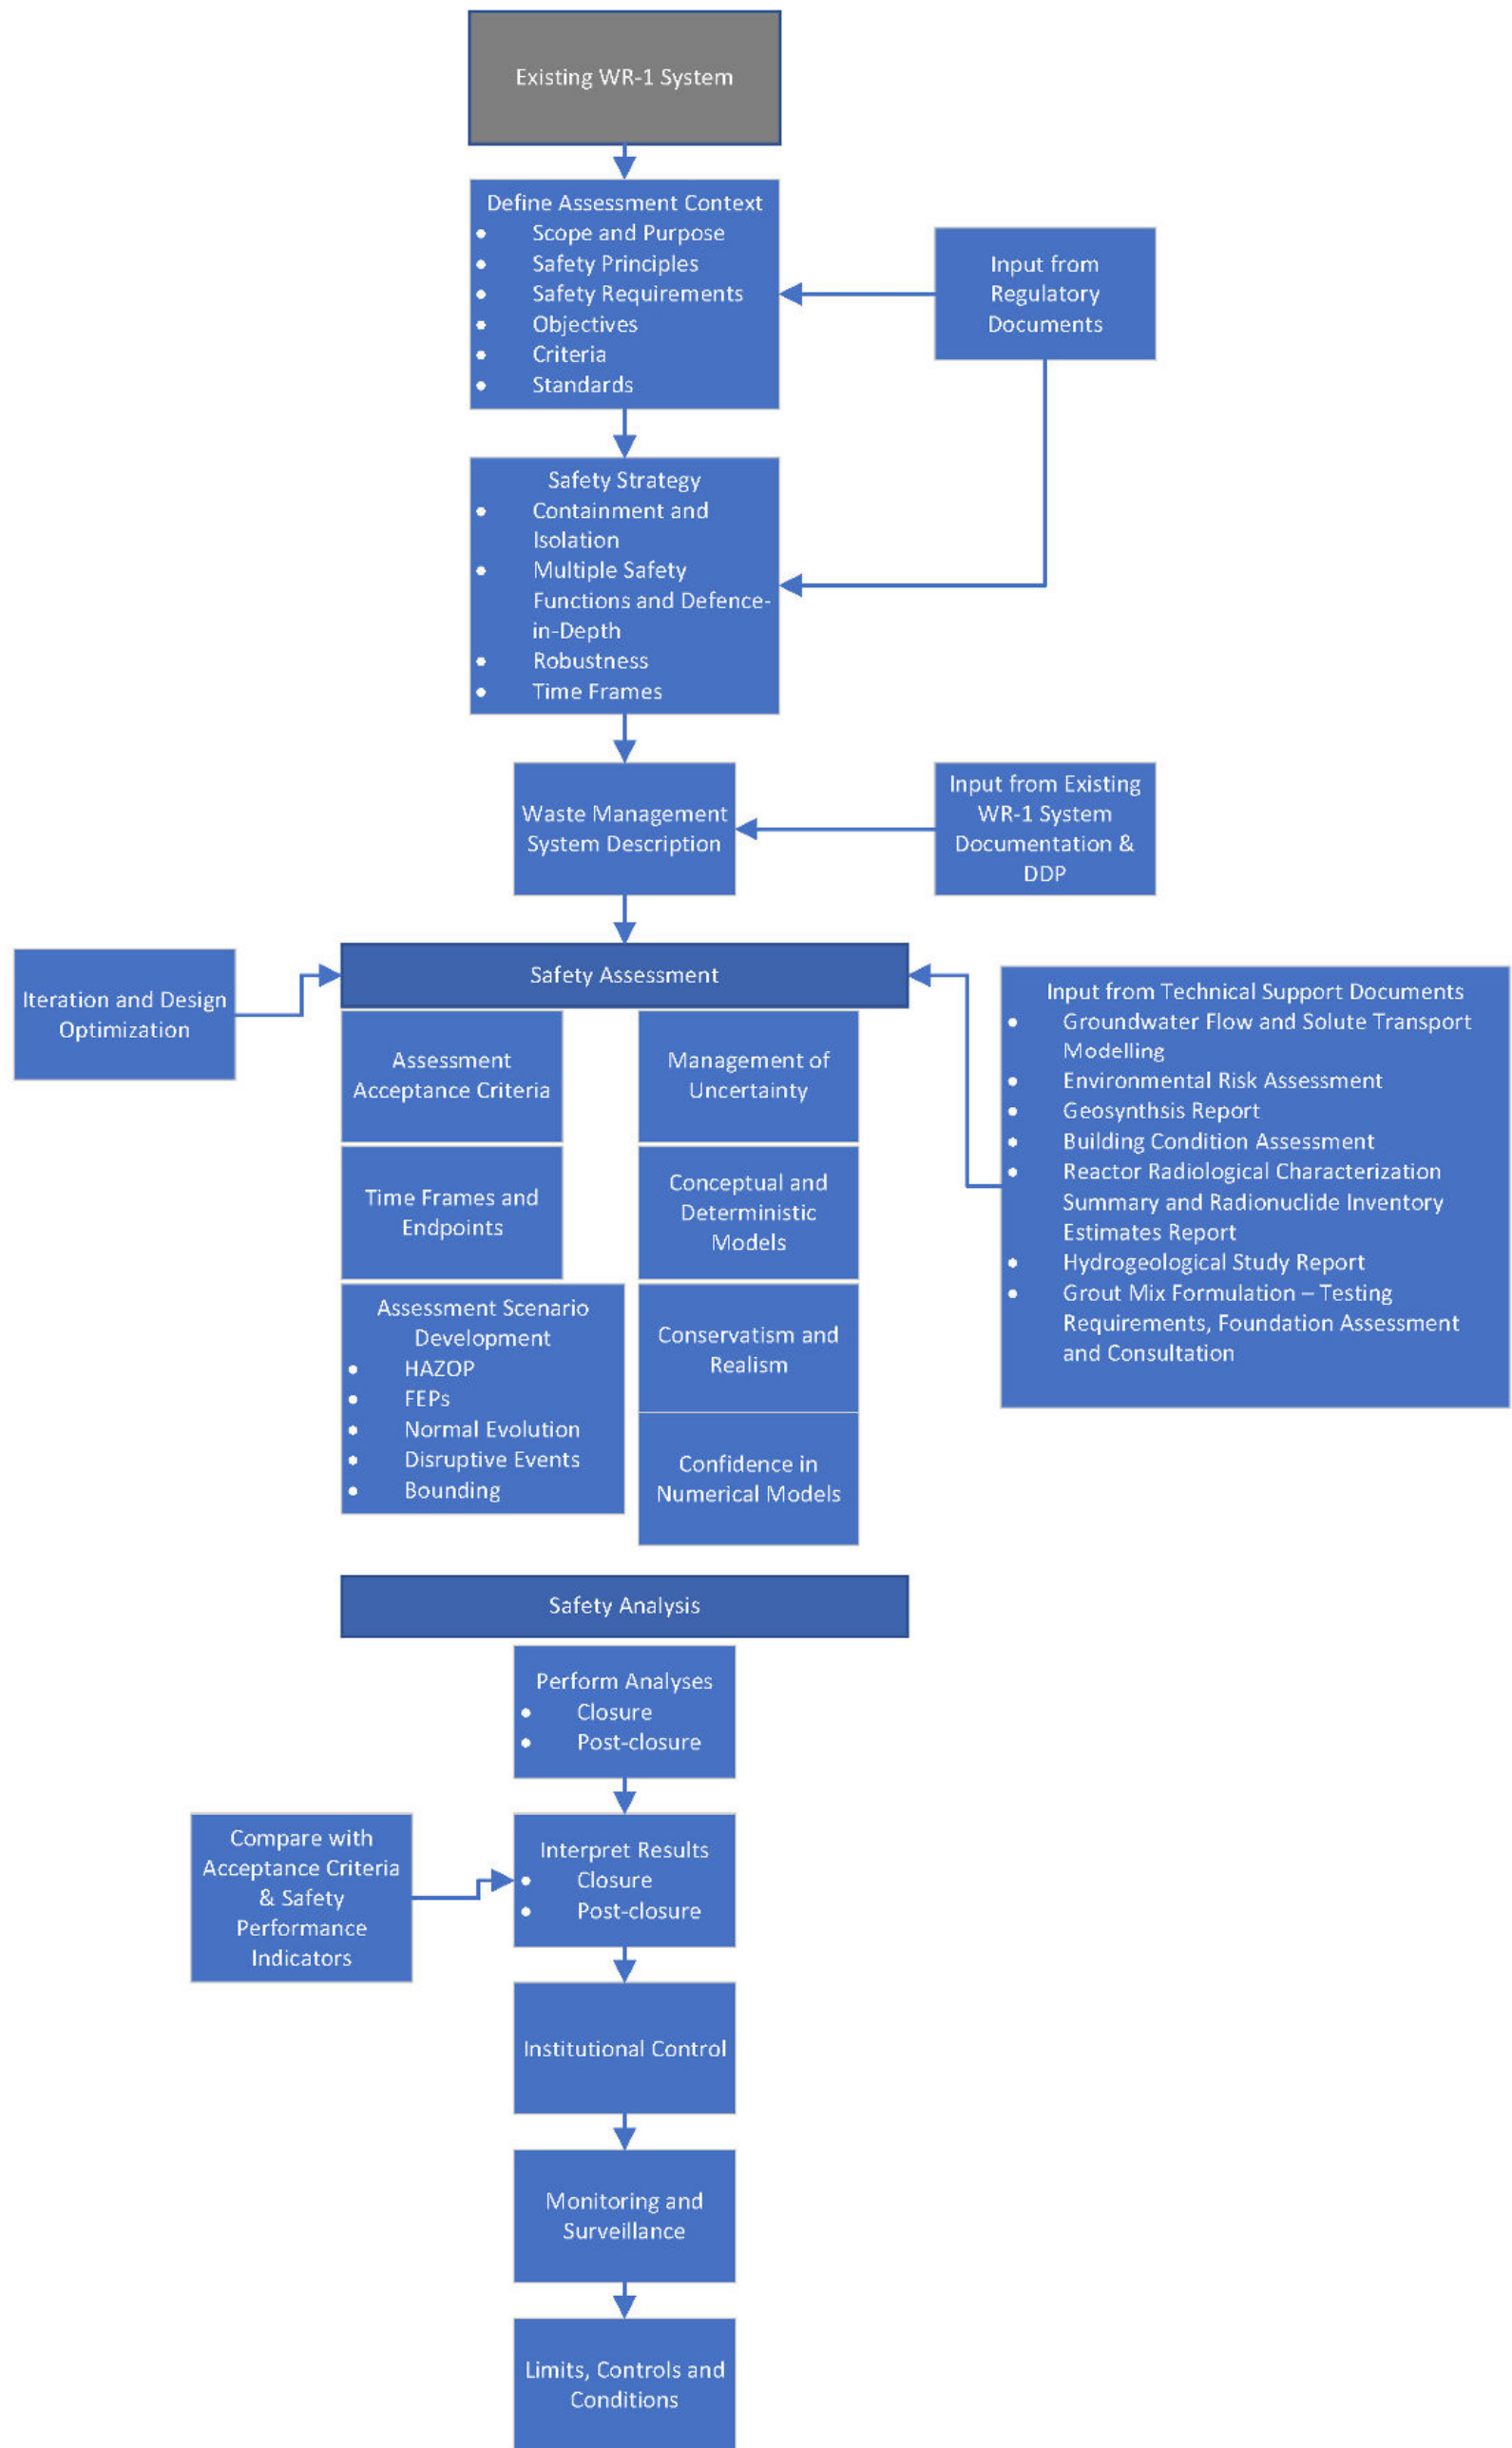 Existing WR-1 System
Define Assessment Context
• Scope and Purpose
• Safety Principles
• Safety Requirements
• Objectives
• Criteria
• Standards
Input from
Regulatory
Documents
Safety Strategy
• Containment and
Isolation
• Multiple Safety
Functions and Defence-
in-Depth
• Robustness
• Time Frames
Waste Management
System Description
Input from Existing
WR-1 System
Documentation &
DDP
Safety Assessment
Iteration and Design
Optimization
Input from Technical Support Documents
• Groundwater Flow and Solute Transport
Modelling
• Environmental Risk Assessment
• Geosynthsis Report
• Building Condition Assessment
• Reactor Radiological Characterization
Summary and Radionuclide Inventory
Estimates Report
• Hydrogeological Study Report
• Grout Mix Formulation – Testing
Requirements, Foundation Assessment
and Consultation
Assessment
Acceptance Criteria
Management of
Uncertainty
Time Frames and
Endpoints
Conceptual and
Deterministic
Models
Assessment Scenario
Development
• HAZOP
• FEPs
• Normal Evolution
• Disruptive Events
• Bounding
Conservatism and
Realism
Confidence in
Numerical Models
Safety Analysis
Perform Analyses
• Closure
• Post-closure
Compare with
Acceptance Criteria
& Safety
Performance
Indicators
Interpret Results
• Closure
• Post-closure
Institutional Control
Monitoring and
Surveillance
Limits, Controls and
Conditions